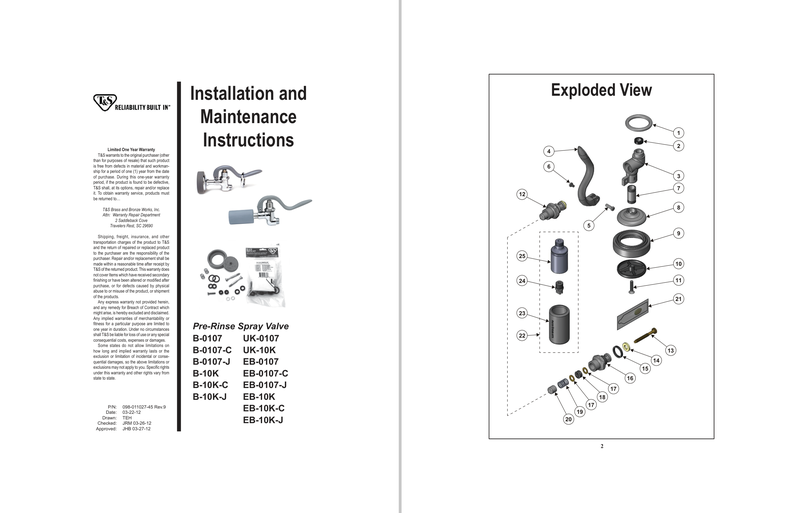 T&S
RELIABILITY BUILT IN™
Limited One Year Warranty
T&S warrants to the original purchaser (other
than for purposes of resale) that such product
is free from defects in material and workman-
ship for a period of one (1) year from the date
of purchase. During this one-year warranty
period, if the product is found to be defective,
T&S shall, at its options, repair and/or replace
it. To obtain warranty service, products must
be returned to…
T&S Brass and Bronze Works, Inc.
Attn: Warranty Repair Department
2 Saddleback Cove
Travelers Rest, SC 29690
Shipping, freight, insurance, and other
transportation charges of the product to T&S
and the return of repaired or replaced product
to the purchaser are the responsibility of the
purchaser. Repair and/or replacement shall be
made within a reasonable time after receipt by
T&S of the returned product. This warranty does
not cover Items which have received secondary
finishing or have been altered or modified after
purchase, or for defects caused by physical
abuse to or misuse of the product, or shipment
of the products.
Any express warranty not provided herein,
and any remedy for Breach of Contract which
might arise, is hereby excluded and disclaimed.
Any implied warranties of merchantability or
fitness for a particular purpose are limited to
one year in duration. Under no circumstances
shall T&S be liable for loss of use or any special
consequential costs, expenses or damages.
Some states do not allow limitations on
how long and implied warranty lasts or the
exclusion or limitation of incidental or conse-
quential damages, so the above limitations or
exclusions may not apply to you. Specific rights
under this warranty and other rights vary from
state to state.
P/N: 098-011027-45 Rev.9
Date: 03-22-12
Drawn: TEH
Checked: JRM 03-26-12
Approved: JHB 03-27-12
Installation and
Maintenance
Instructions
Pre-Rinse Spray Valve
B-0107 UK-0107
B-0107-C UK-10K
B-0107-J EB-0107
B-10K EB-0107-C
B-10K-C EB-0107-J
B-10K-J EB-10K
EB-10K-C
EB-10K-J
Exploded View
1
2
4
6
3
7
12
8
5
9
25
10
24
11
21
23
22
13
14
15
16
17
18
17
19
20
2